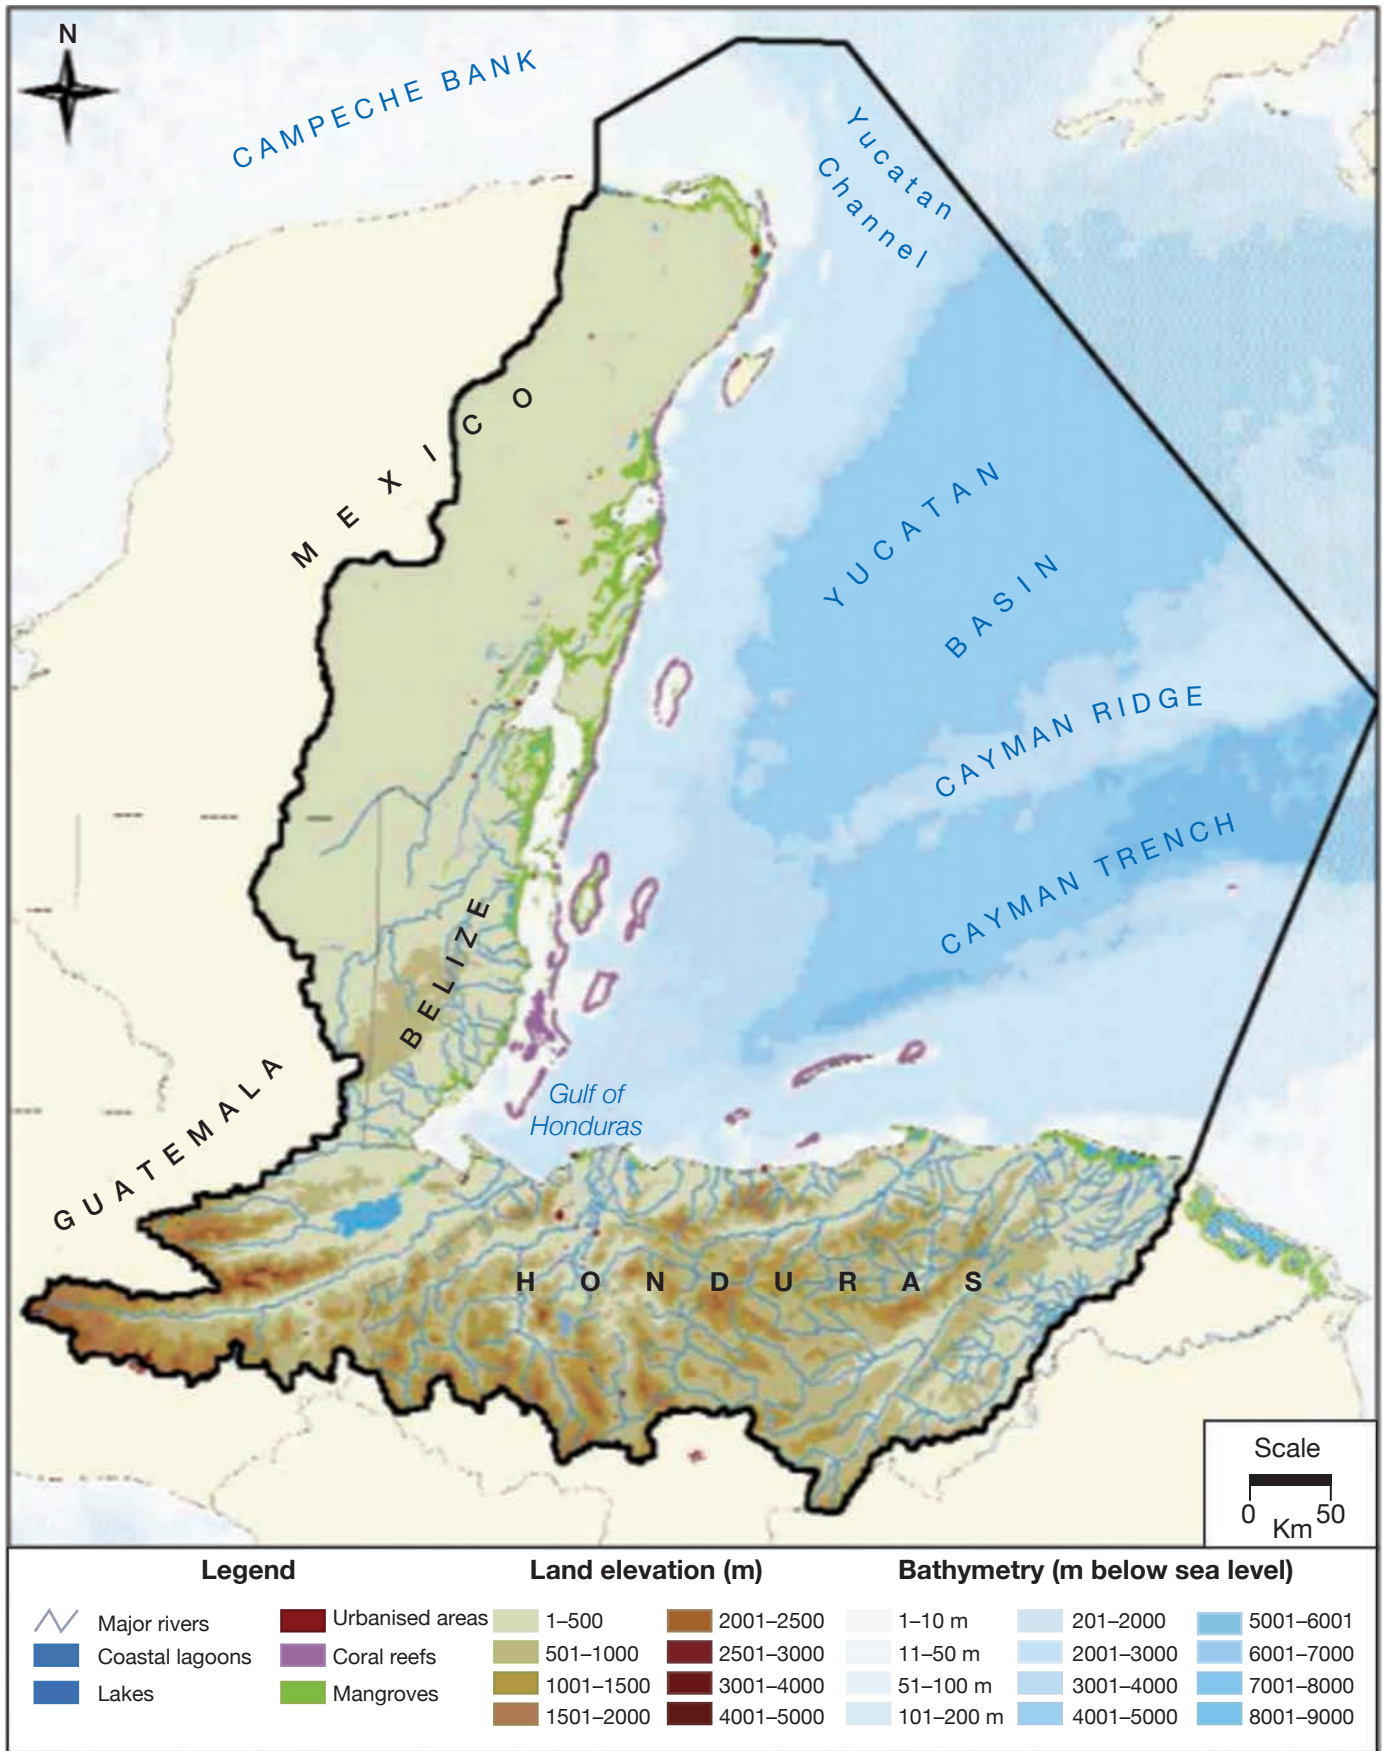 N
CAMPECHE BANK
Yucatan
Channel
MEXICO
YUCATAN
BASIN
CAYMAN RIDGE
CAYMAN TRENCH
BELIZE
GUATEMALA
Gulf of
Honduras
HONDURAS
Scale
0 50
Km
Legend
Major rivers
Coastal lagoons
Lakes
Urbanised areas
Coral reefs
Mangroves
Land elevation (m)
1–500
501–1000
1001–1500
1501–2000
2001–2500
2501–3000
3001–4000
4001–5000
Bathymetry (m below sea level)
1–10 m
11–50 m
51–100 m
101–200 m
201–2000
2001–3000
3001–4000
4001–5000
5001–6001
6001–7000
7001–8000
8001–9000